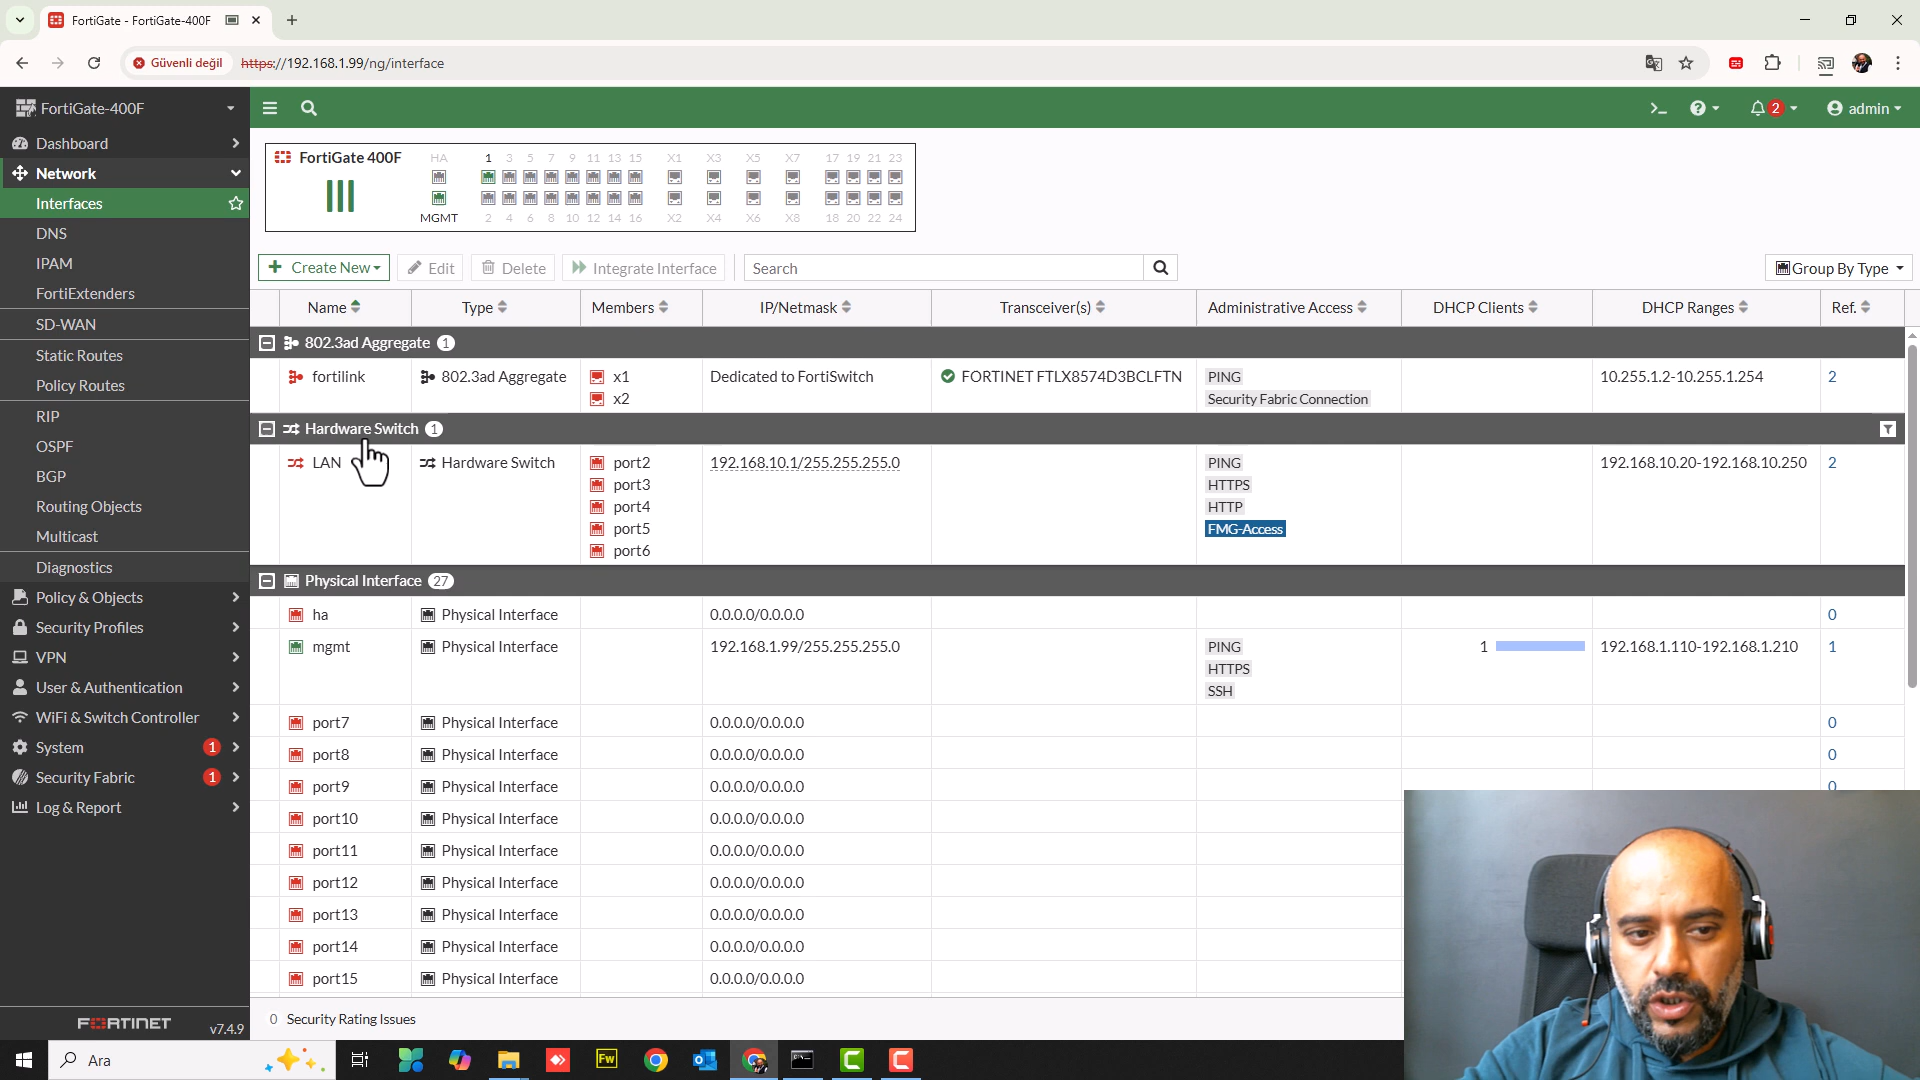 FortiGate - FortiGate-400F
Güvenli değil
https://192.168.1.99/ng/interface
FortiGate-400F
Dashboard
Network
Interfaces
DNS
IPAM
FortiExtenders
SD-WAN
Static Routes
Policy Routes
RIP
OSPF
BGP
Routing Objects
Multicast
Diagnostics
Policy & Objects
Security Profiles
VPN
User & Authentication
WiFi & Switch Controller
System 1
Security Fabric 1
Log & Report
FORTINET v7.4.9
2 admin
FortiGate 400F
HA 1 3 5 7 9 11 13 15 X1 X3 X5 X7 17 19 21 23
MGMT 2 4 6 8 10 12 14 16 X2 X4 X6 X8 18 20 22 24
Create New Edit Delete Integrate Interface Search Group By Type
Name Type Members IP/Netmask Transceiver(s) Administrative Access DHCP Clients DHCP Ranges Ref.
802.3ad Aggregate 1
fortilink 802.3ad Aggregate x1 Dedicated to FortiSwitch FORTINET FTLX8574D3BCLFTN PING 10.255.1.2-10.255.1.254 2
x2 Security Fabric Connection
Hardware Switch 1
LAN Hardware Switch port2 192.168.10.1/255.255.255.0 PING 192.168.10.20-192.168.10.250 2
port3 HTTPS
port4 HTTP
port5 FMG-Access
port6
Physical Interface 27
ha Physical Interface 0.0.0.0/0.0.0.0 0
mgmt Physical Interface 192.168.1.99/255.255.255.0 PING 1 192.168.1.110-192.168.1.210 1
HTTPS
SSH
port7 Physical Interface 0.0.0.0/0.0.0.0 0
port8 Physical Interface 0.0.0.0/0.0.0.0 0
port9 Physical Interface 0.0.0.0/0.0.0.0 0
port10 Physical Interface 0.0.0.0/0.0.0.0
port11 Physical Interface 0.0.0.0/0.0.0.0
port12 Physical Interface 0.0.0.0/0.0.0.0
port13 Physical Interface 0.0.0.0/0.0.0.0
port14 Physical Interface 0.0.0.0/0.0.0.0
port15 Physical Interface 0.0.0.0/0.0.0.0
0 Security Rating Issues
Ara
Fw